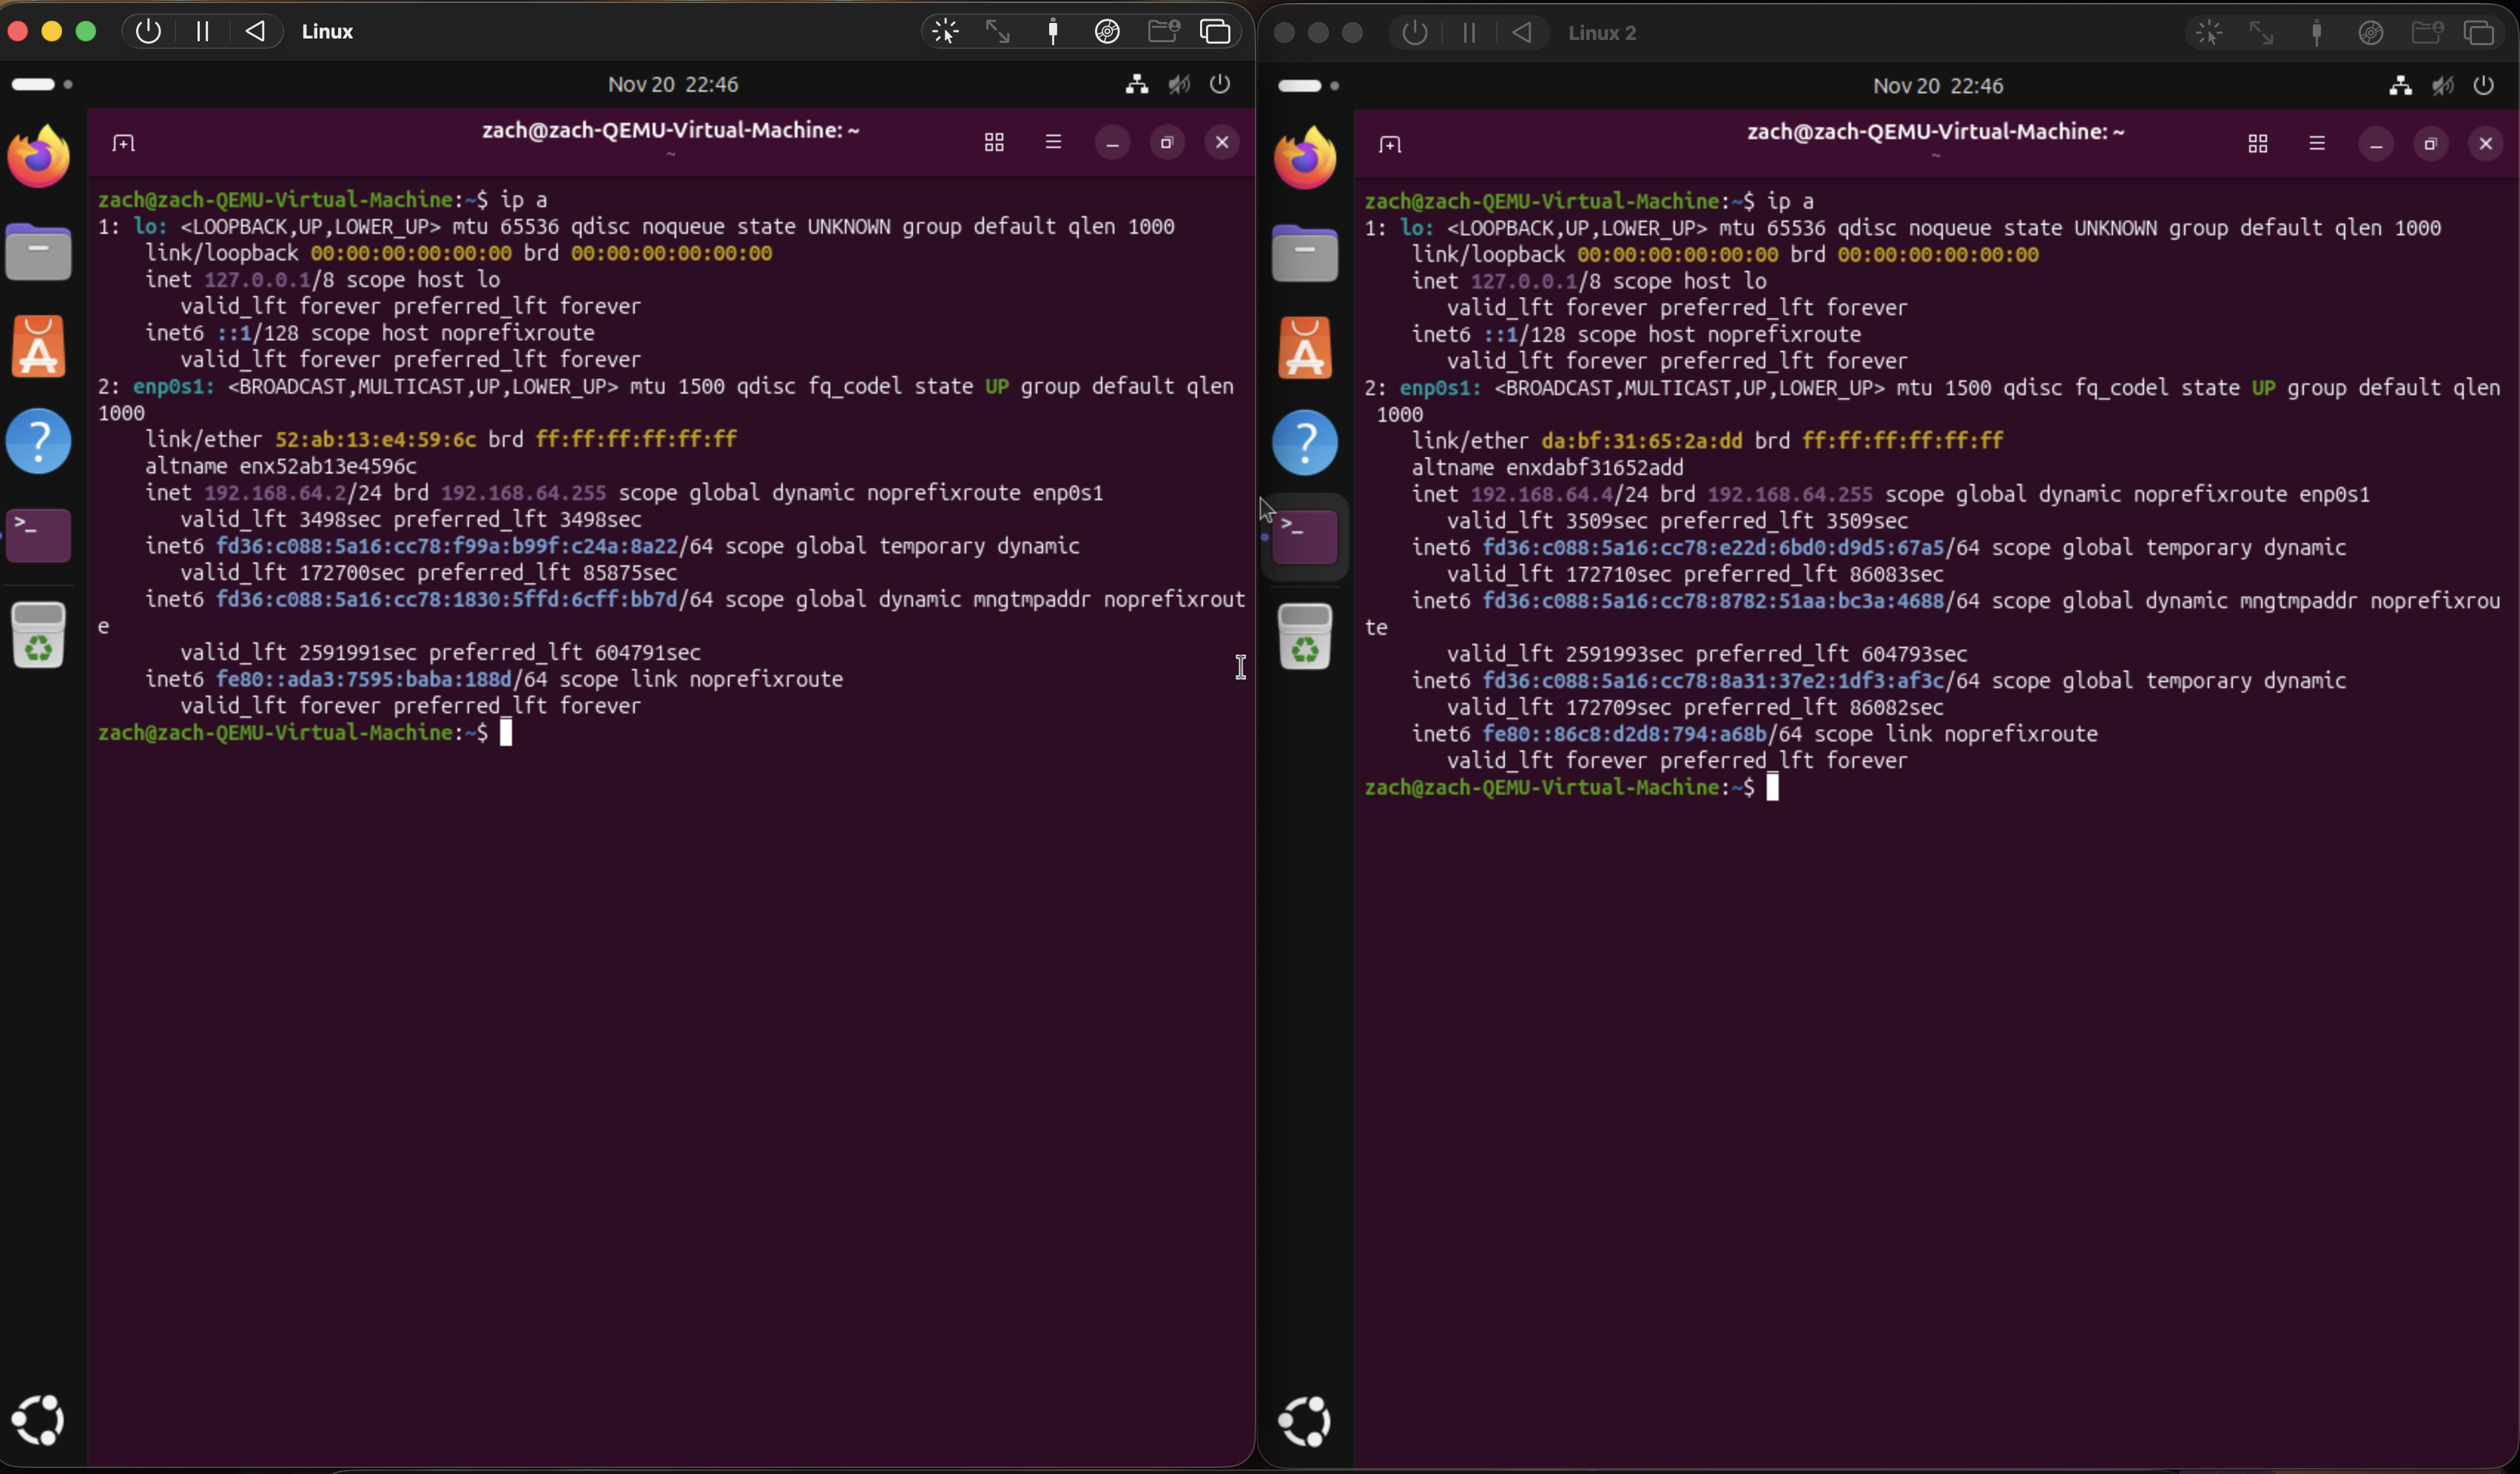 Linux
Nov 20 22:46
zach@zach-QEMU-Virtual-Machine: ~
~
zach@zach-QEMU-Virtual-Machine:~$ ip a
1: lo: <LOOPBACK,UP,LOWER_UP> mtu 65536 qdisc noqueue state UNKNOWN group default qlen 1000
link/loopback 00:00:00:00:00:00 brd 00:00:00:00:00:00
inet 127.0.0.1/8 scope host lo
valid_lft forever preferred_lft forever
inet6 ::1/128 scope host noprefixroute
valid_lft forever preferred_lft forever
2: enp0s1: <BROADCAST,MULTICAST,UP,LOWER_UP> mtu 1500 qdisc fq_codel state UP group default qlen
1000
link/ether 52:ab:13:e4:59:6c brd ff:ff:ff:ff:ff:ff
altname enx52ab13e4596c
inet 192.168.64.2/24 brd 192.168.64.255 scope global dynamic noprefixroute enp0s1
valid_lft 3498sec preferred_lft 3498sec
inet6 fd36:c088:5a16:cc78:f99a:b99f:c24a:8a22/64 scope global temporary dynamic
valid_lft 172700sec preferred_lft 85875sec
inet6 fd36:c088:5a16:cc78:1830:5ffd:6cff:bb7d/64 scope global dynamic mngtmpaddr noprefixrout
e
valid_lft 2591991sec preferred_lft 604791sec
inet6 fe80::ada3:7595:baba:188d/64 scope link noprefixroute
valid_lft forever preferred_lft forever
zach@zach-QEMU-Virtual-Machine:~$
Linux 2
Nov 20 22:46
zach@zach-QEMU-Virtual-Machine: ~
~
zach@zach-QEMU-Virtual-Machine:~$ ip a
1: lo: <LOOPBACK,UP,LOWER_UP> mtu 65536 qdisc noqueue state UNKNOWN group default qlen 1000
link/loopback 00:00:00:00:00:00 brd 00:00:00:00:00:00
inet 127.0.0.1/8 scope host lo
valid_lft forever preferred_lft forever
inet6 ::1/128 scope host noprefixroute
valid_lft forever preferred_lft forever
2: enp0s1: <BROADCAST,MULTICAST,UP,LOWER_UP> mtu 1500 qdisc fq_codel state UP group default qlen
1000
link/ether da:bf:31:65:2a:dd brd ff:ff:ff:ff:ff:ff
altname enxdabf31652add
inet 192.168.64.4/24 brd 192.168.64.255 scope global dynamic noprefixroute enp0s1
valid_lft 3509sec preferred_lft 3509sec
inet6 fd36:c088:5a16:cc78:e22d:6bd0:d9d5:67a5/64 scope global temporary dynamic
valid_lft 172710sec preferred_lft 86083sec
inet6 fd36:c088:5a16:cc78:8782:51aa:bc3a:4688/64 scope global dynamic mngtmpaddr noprefixrou
te
valid_lft 2591993sec preferred_lft 604793sec
inet6 fd36:c088:5a16:cc78:8a31:37e2:1df3:af3c/64 scope global temporary dynamic
valid_lft 172709sec preferred_lft 86082sec
inet6 fe80::86c8:d2d8:794:a68b/64 scope link noprefixroute
valid_lft forever preferred_lft forever
zach@zach-QEMU-Virtual-Machine:~$